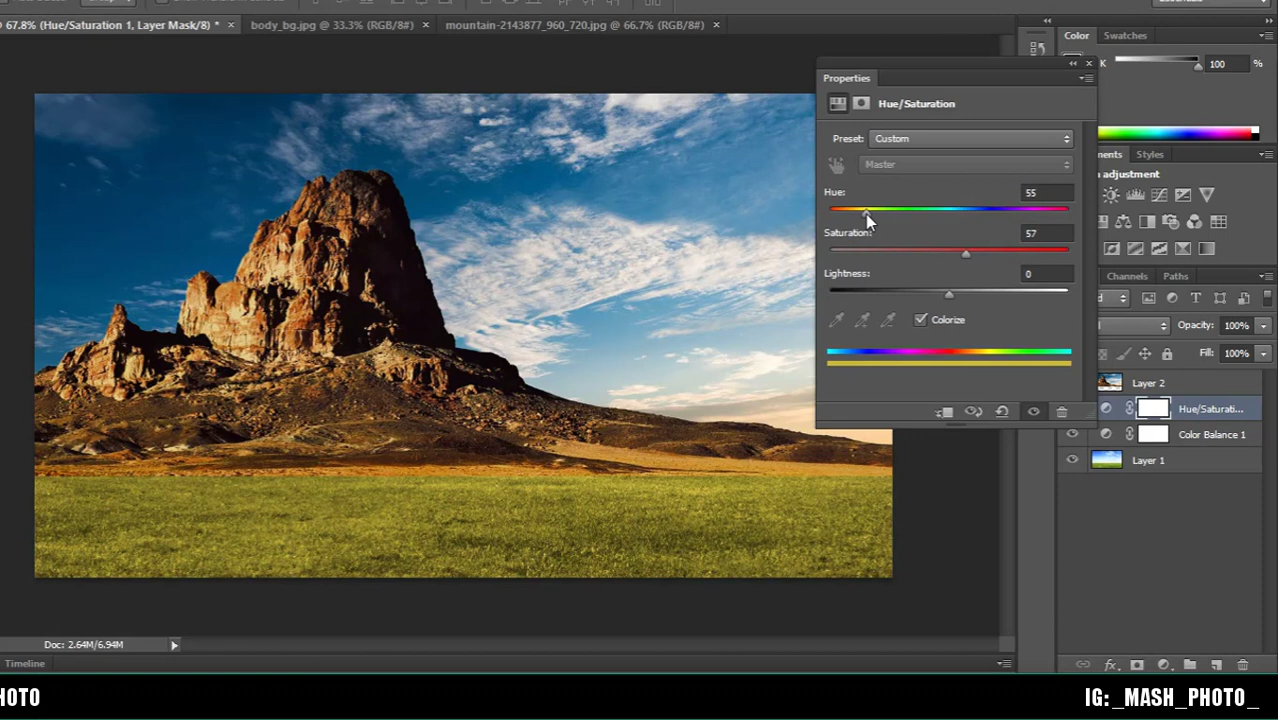 67.8% (Hue/Saturation 1, Layer Mask/8) *
body_bg.jpg @ 33.3% (RGB/8#)
mountain-2143877_960_720.jpg @ 66.7% (RGB/8#)
Color
Swatches
K
100
%
Properties
Hue/Saturation
Preset:
Custom
Master
Hue:
55
Saturation:
57
Lightness:
0
Colorize
Styles
adjustment
Channels
Paths
Opacity:
100%
Fill:
100%
Layer 2
Hue/Saturati...
Color Balance 1
Layer 1
Doc: 2.64M/6.94M
Timeline
HOTO
IG: _MASH_PHOTO_